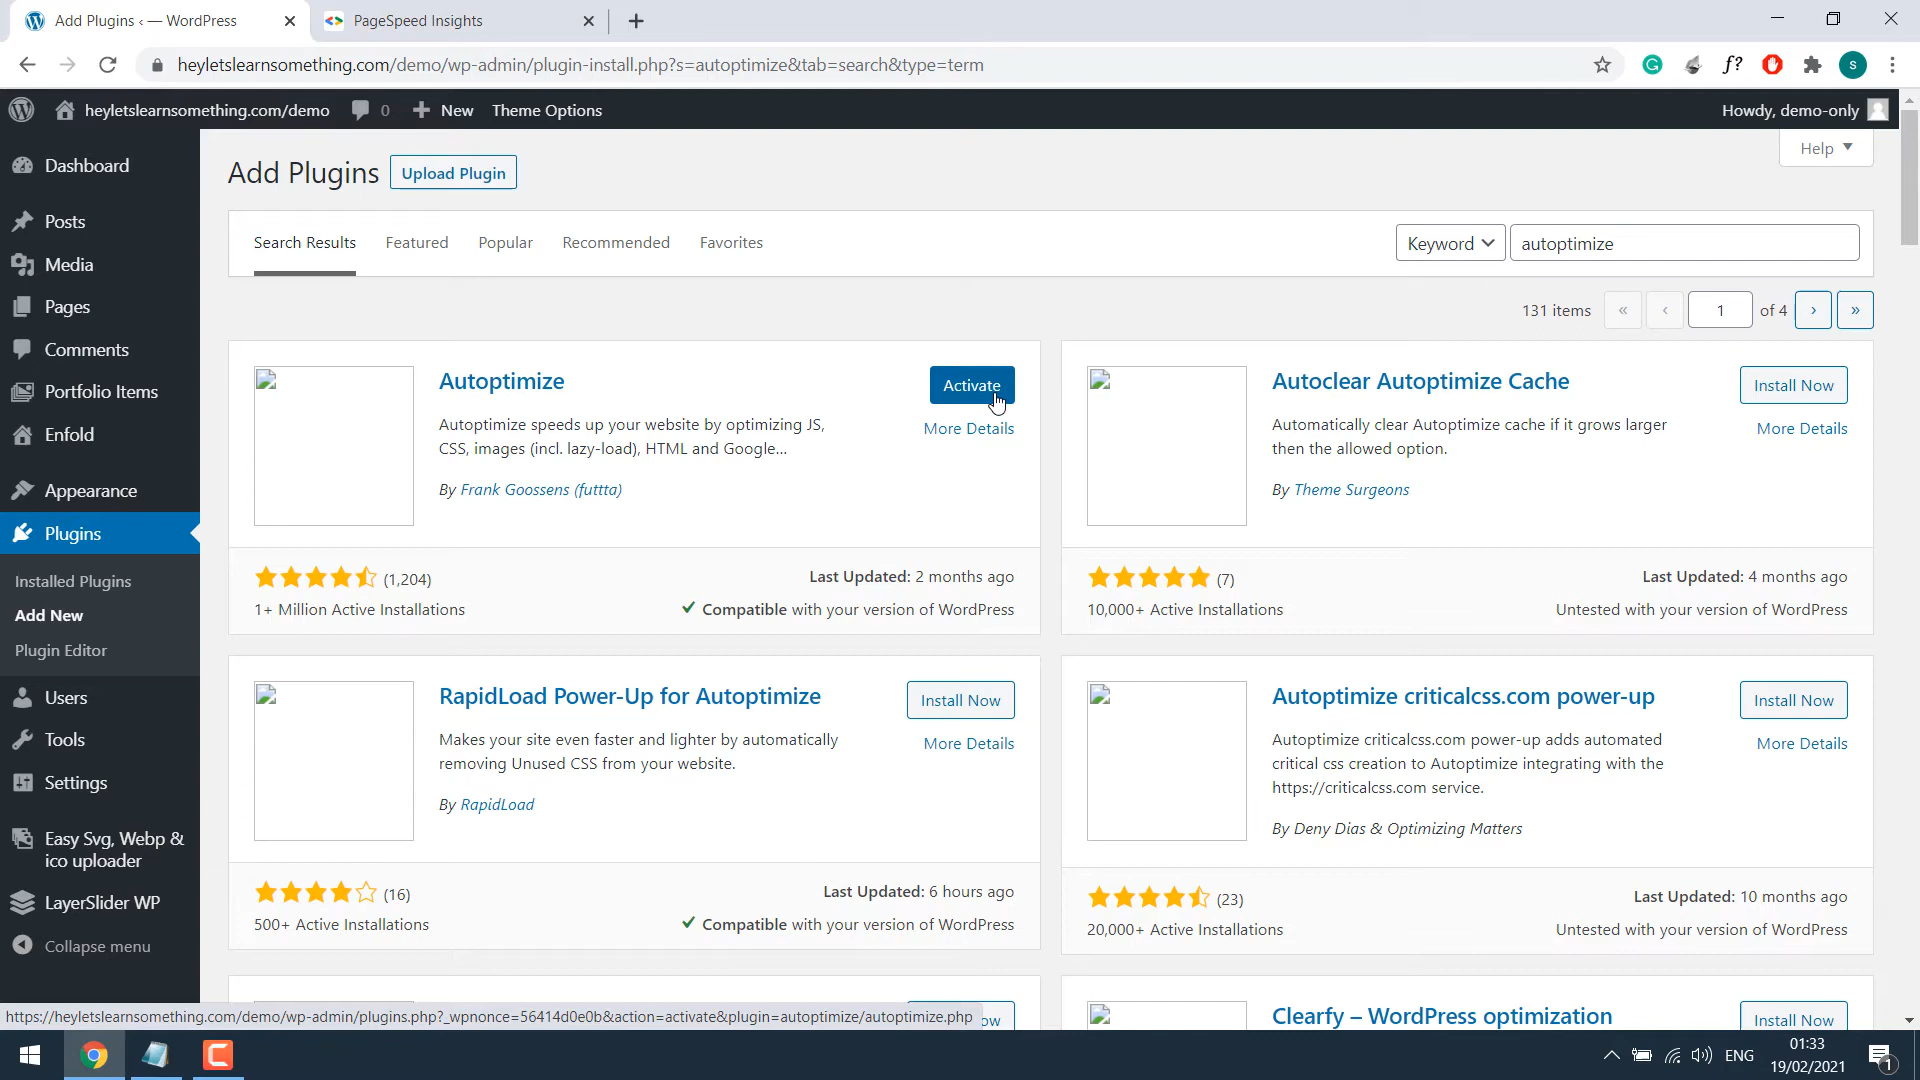 Add Plugins ‹ — WordPress
PageSpeed Insights
heyletslearnsomething.com/demo/wp-admin/plugin-install.php?s=autoptimize&tab=search&type=term
f?
S
heyletslearnsomething.com/demo
0
New
Theme Options
Howdy, demo-only
Dashboard
Posts
Media
Pages
Comments
Portfolio Items
Enfold
Appearance
Plugins
Installed Plugins
Add New
Plugin Editor
Users
Tools
Settings
Easy Svg, Webp &
ico uploader
LayerSlider WP
Collapse menu
Help
Add Plugins
Upload Plugin
Search Results
Featured
Popular
Recommended
Favorites
Keyword
autoptimize
131 items
«
‹
1
of 4
›
»
Autoptimize
Activate
More Details
Autoptimize speeds up your website by optimizing JS,
CSS, images (incl. lazy-load), HTML and Google...
By Frank Goossens (futtta)
(1,204)
1+ Million Active Installations
Last Updated: 2 months ago
Compatible with your version of WordPress
Autoclear Autoptimize Cache
Install Now
More Details
Automatically clear Autoptimize cache if it grows larger
then the allowed option.
By Theme Surgeons
(7)
10,000+ Active Installations
Last Updated: 4 months ago
Untested with your version of WordPress
RapidLoad Power-Up for Autoptimize
Install Now
More Details
Makes your site even faster and lighter by automatically
removing Unused CSS from your website.
By RapidLoad
(16)
500+ Active Installations
Last Updated: 6 hours ago
Compatible with your version of WordPress
Autoptimize criticalcss.com power-up
Install Now
More Details
Autoptimize criticalcss.com power-up adds automated
critical css creation to Autoptimize integrating with the
https://criticalcss.com service.
By Deny Dias & Optimizing Matters
(23)
20,000+ Active Installations
Last Updated: 10 months ago
Untested with your version of WordPress
ow
Clearfy – WordPress optimization
Install Now
https://heyletslearnsomething.com/demo/wp-admin/plugins.php?_wpnonce=56414d0e0b&action=activate&plugin=autoptimize/autoptimize.php
ENG
01:33
19/02/2021
1